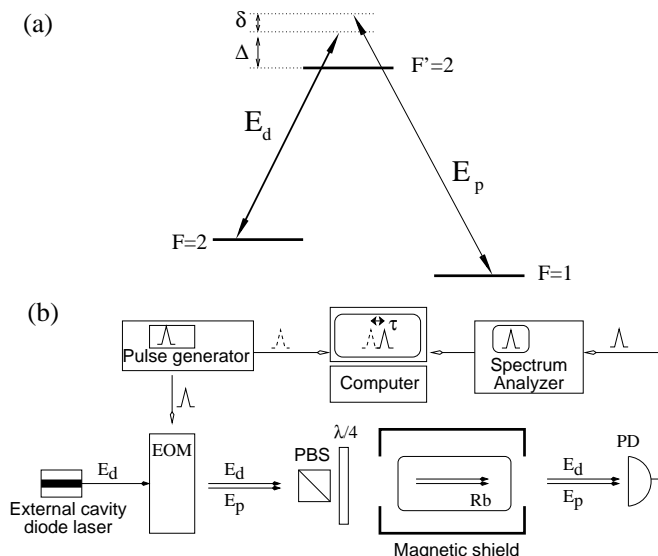 (a)
δ
Δ
F'=2
E_d
E_p
F=2
F=1
(b)
τ
Pulse generator
Computer
Spectrum
Analyzer
EOM
PBS
λ/4
PD
E_d
E_d
E_p
E_d
E_p
Rb
External cavity
diode laser
Magnetic shield